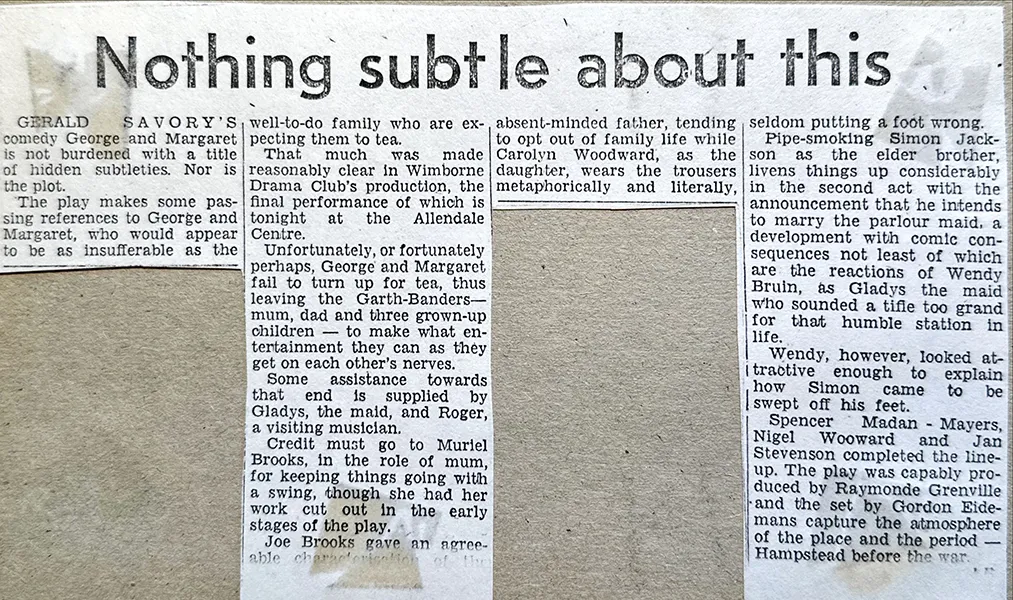 Nothing subtle about this
GERALD SAVORY'S
comedy George and Margaret
is not burdened with a title
of hidden subtleties. Nor is
the plot.
The play makes some pas-
sing references to George and
Margaret, who would appear
to be as insufferable as the
well-to-do family who are ex-
pecting them to tea.
That much was made
reasonably clear in Wimborne
Drama Club's production, the
final performance of which is
tonight at the Allendale
Centre.
Unfortunately, or fortunately
perhaps, George and Margaret
fail to turn up for tea, thus
leaving the Garth-Banders—
mum, dad and three grown-up
children — to make what en-
tertainment they can as they
get on each other's nerves.
Some assistance towards
that end is supplied by
Gladys, the maid, and Roger,
a visiting musician.
Credit must go to Muriel
Brooks, in the role of mum,
for keeping things going with
a swing, though she had her
work cut out in the early
stages of the play.
Joe Brooks gave an agree-
able characterisation of the
absent-minded father, tending
to opt out of family life while
Carolyn Woodward, as the
daughter, wears the trousers
metaphorically and literally,
seldom putting a foot wrong.
Pipe-smoking Simon Jack-
son as the elder brother,
livens things up considerably
in the second act with the
announcement that he intends
to marry the parlour maid, a
development with comic con-
sequences not least of which
are the reactions of Wendy
Bruin, as Gladys the maid
who sounded a tifle too grand
for that humble station in
life.
Wendy, however, looked at-
tractive enough to explain
how Simon came to be
swept off his feet.
Spencer Madan - Mayers,
Nigel Wooward and Jan
Stevenson completed the line-
up. The play was capably pro-
duced by Raymonde Grenville
and the set by Gordon Eide-
mans capture the atmosphere
of the place and the period —
Hampstead before the war.